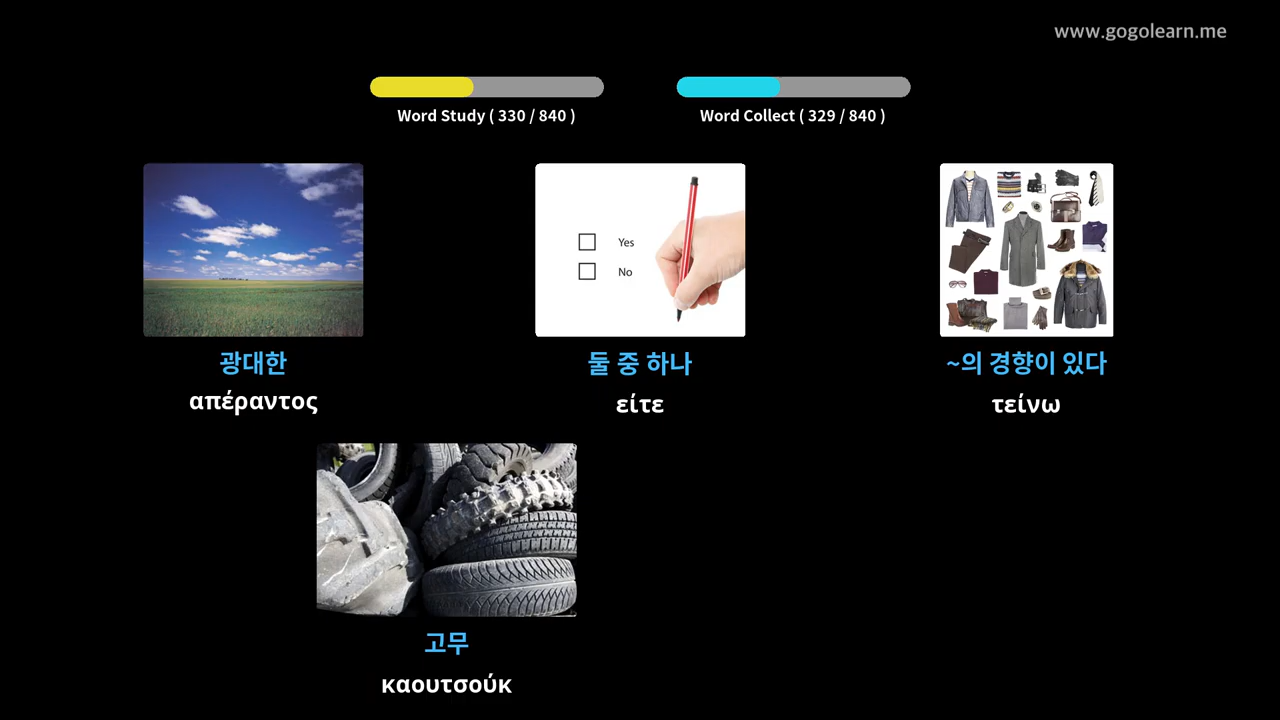 www.gogolearn.me
Word Study ( 330 / 840 )
Word Collect ( 329 / 840 )
Yes
No
광대한
απέραντος
둘 중 하나
είτε
~의 경향이 있다
τείνω
고무
καουτσούκ